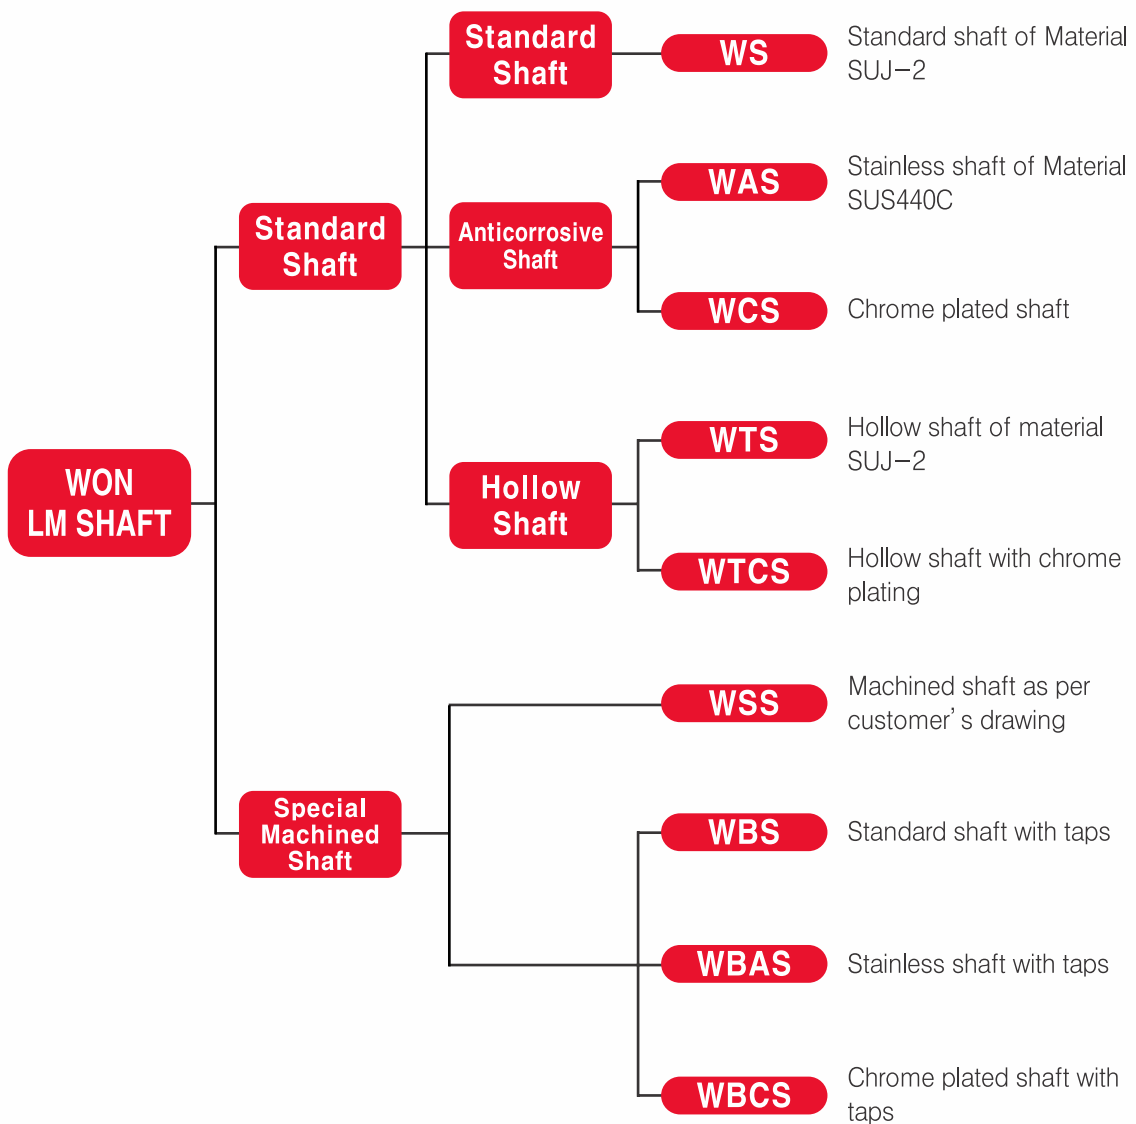 WON
LM SHAFT
Standard
Shaft
Standard
Shaft
WS
Standard shaft of Material
SUJ-2
Anticorrosive
Shaft
WAS
Stainless shaft of Material
SUS440C
WCS
Chrome plated shaft
Hollow
Shaft
WTS
Hollow shaft of material
SUJ-2
WTCS
Hollow shaft with chrome
plating
Special
Machined
Shaft
WSS
Machined shaft as per
customer's drawing
WBS
Standard shaft with taps
WBAS
Stainless shaft with taps
WBCS
Chrome plated shaft with
taps